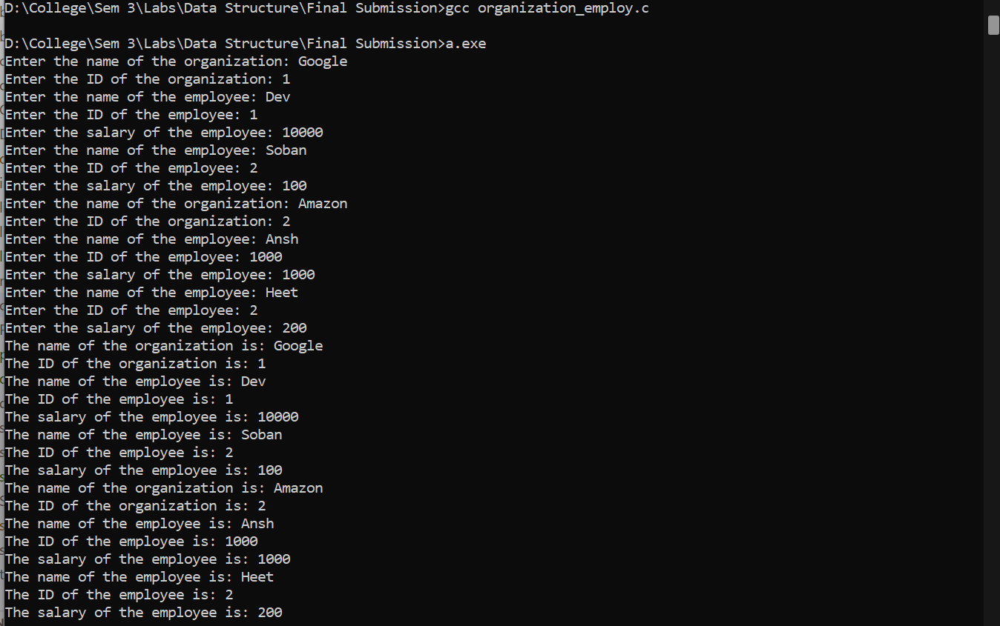 D:\College\Sem 3\Labs\Data Structure\Final Submission>gcc organization_employ.c
D:\College\Sem 3\Labs\Data Structure\Final Submission>a.exe
Enter the name of the organization: Google
Enter the ID of the organization: 1
Enter the name of the employee: Dev
Enter the ID of the employee: 1
Enter the salary of the employee: 10000
Enter the name of the employee: Soban
Enter the ID of the employee: 2
Enter the salary of the employee: 100
Enter the name of the organization: Amazon
Enter the ID of the organization: 2
Enter the name of the employee: Ansh
Enter the ID of the employee: 1000
Enter the salary of the employee: 1000
Enter the name of the employee: Heet
Enter the ID of the employee: 2
Enter the salary of the employee: 200
The name of the organization is: Google
The ID of the organization is: 1
The name of the employee is: Dev
The ID of the employee is: 1
The salary of the employee is: 10000
The name of the employee is: Soban
The ID of the employee is: 2
The salary of the employee is: 100
The name of the organization is: Amazon
The ID of the organization is: 2
The name of the employee is: Ansh
The ID of the employee is: 1000
The salary of the employee is: 1000
The name of the employee is: Heet
The ID of the employee is: 2
The salary of the employee is: 200